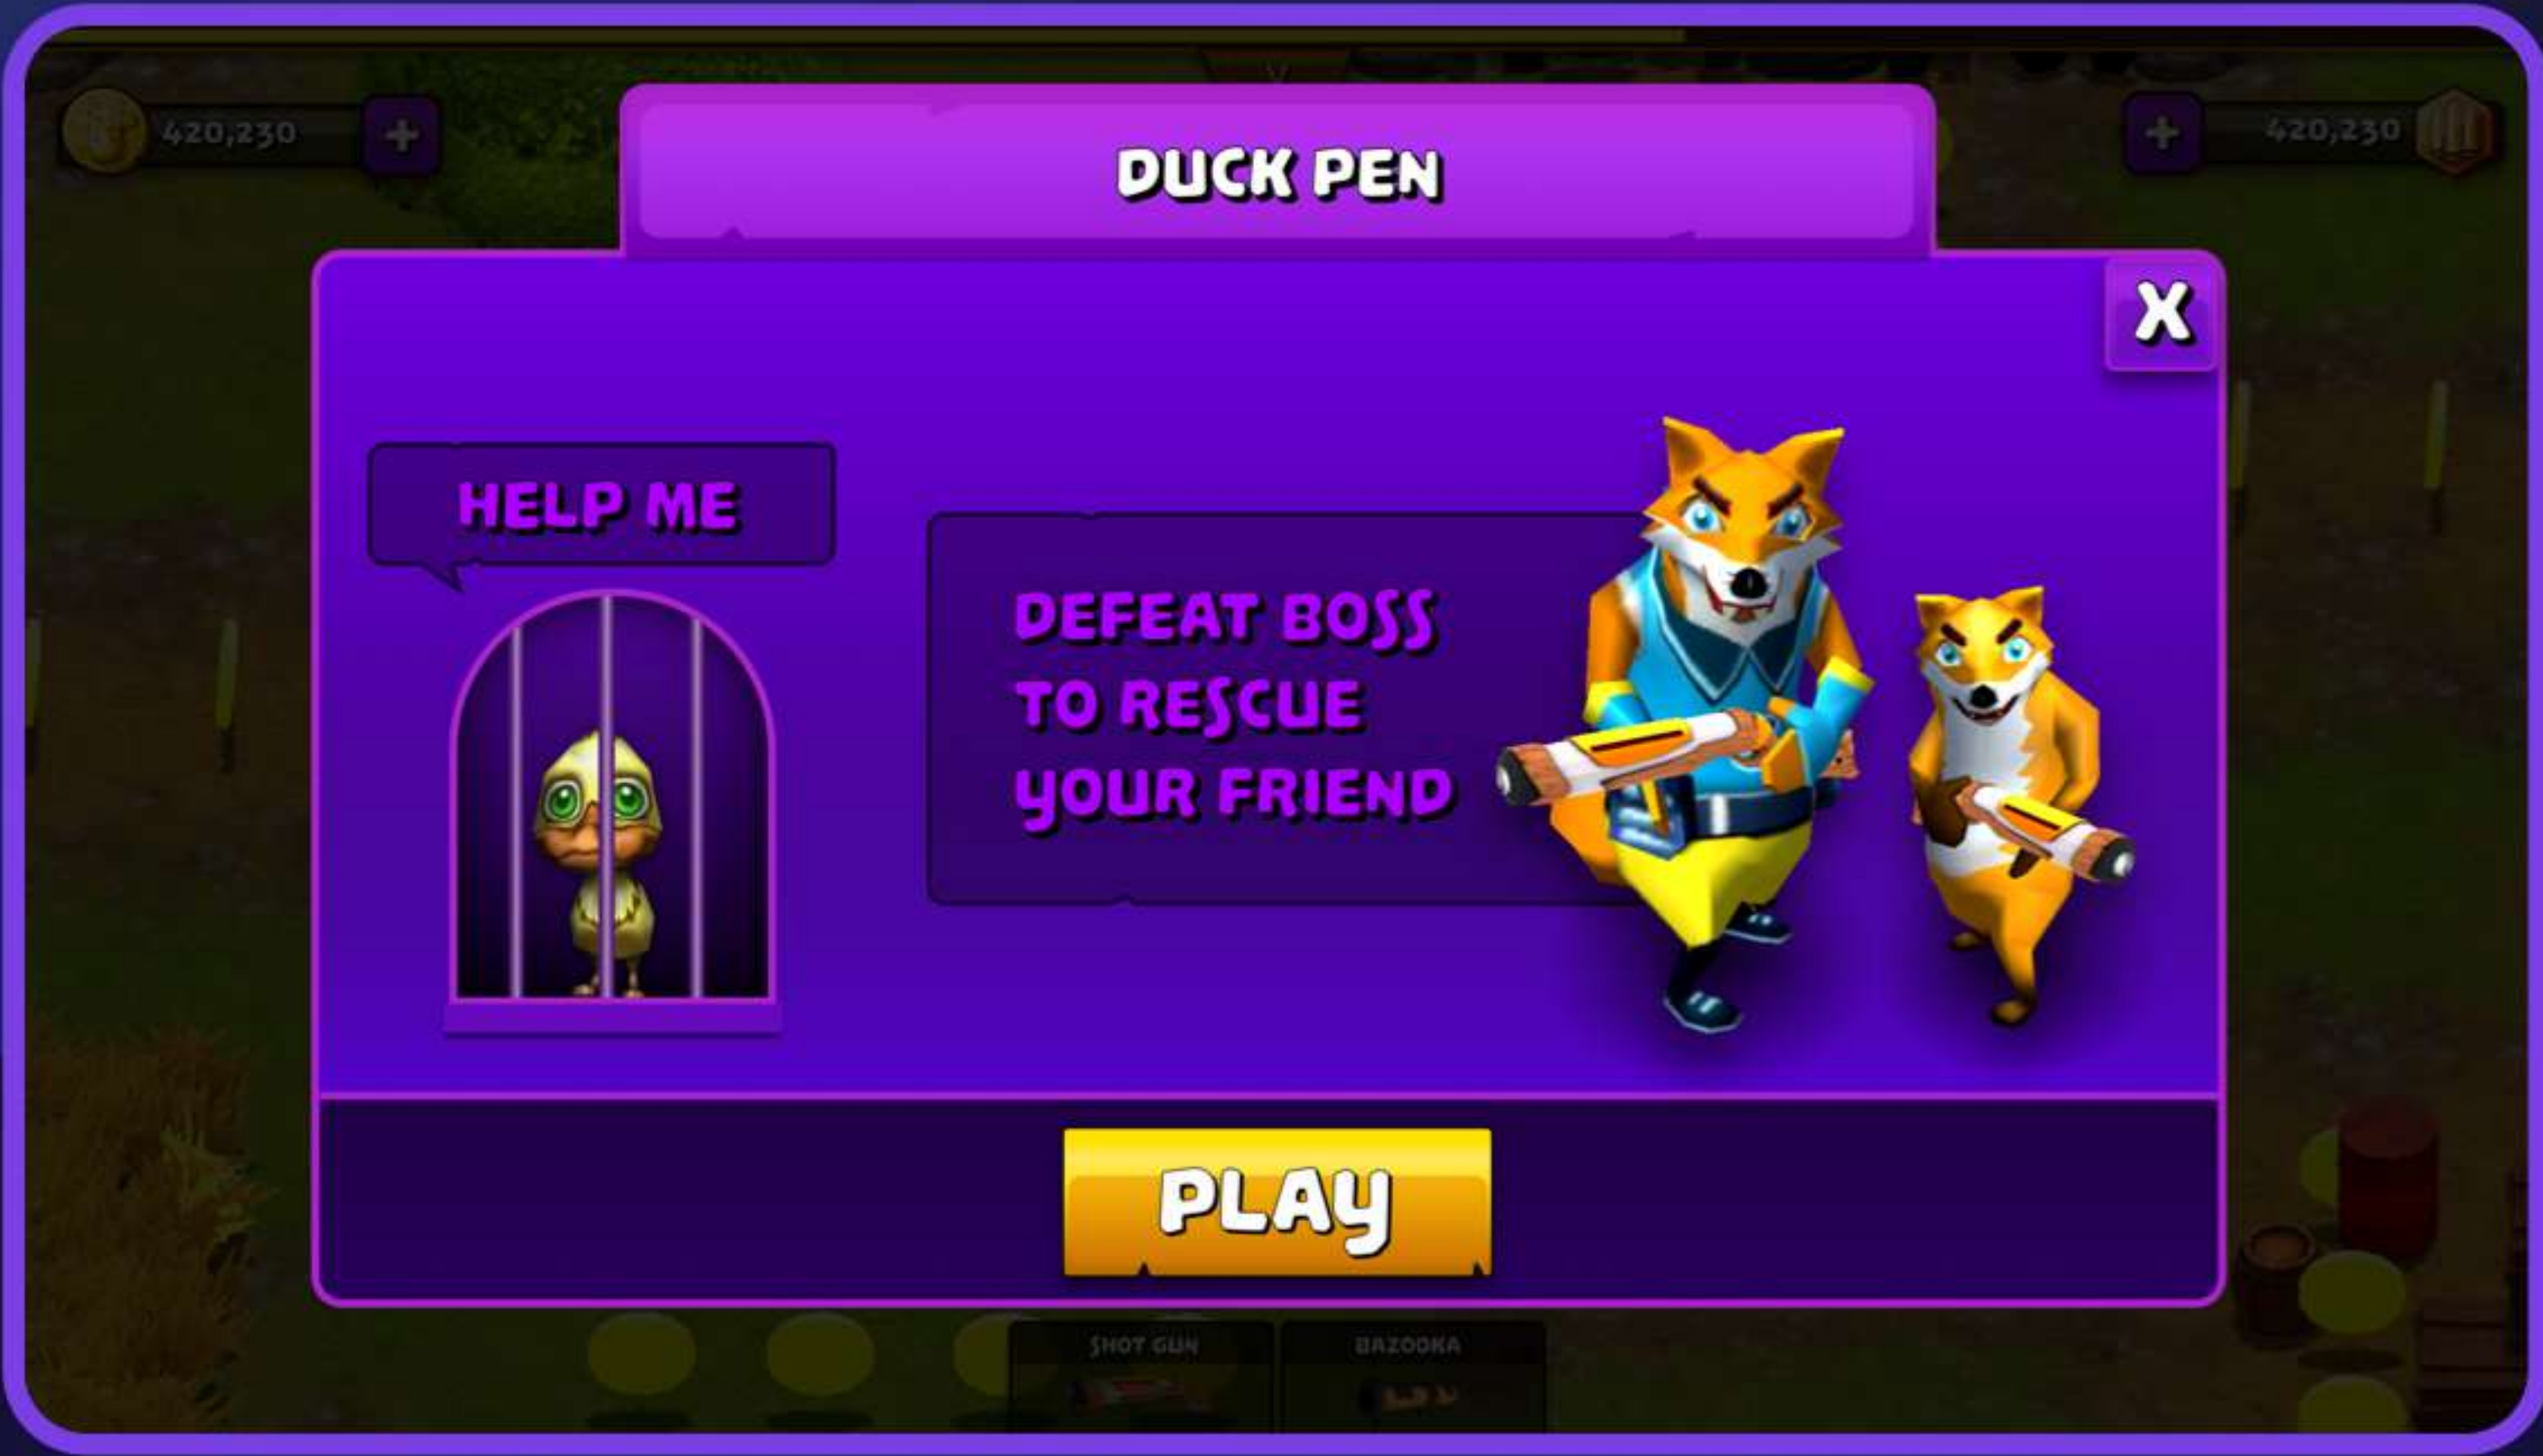 420,230
+
DUCK PEN
+
420,230
X
HELP ME
DEFEAT BOSS
TO RESCUE
YOUR FRIEND
PLAY
SHOT GUN
BAZOOKA